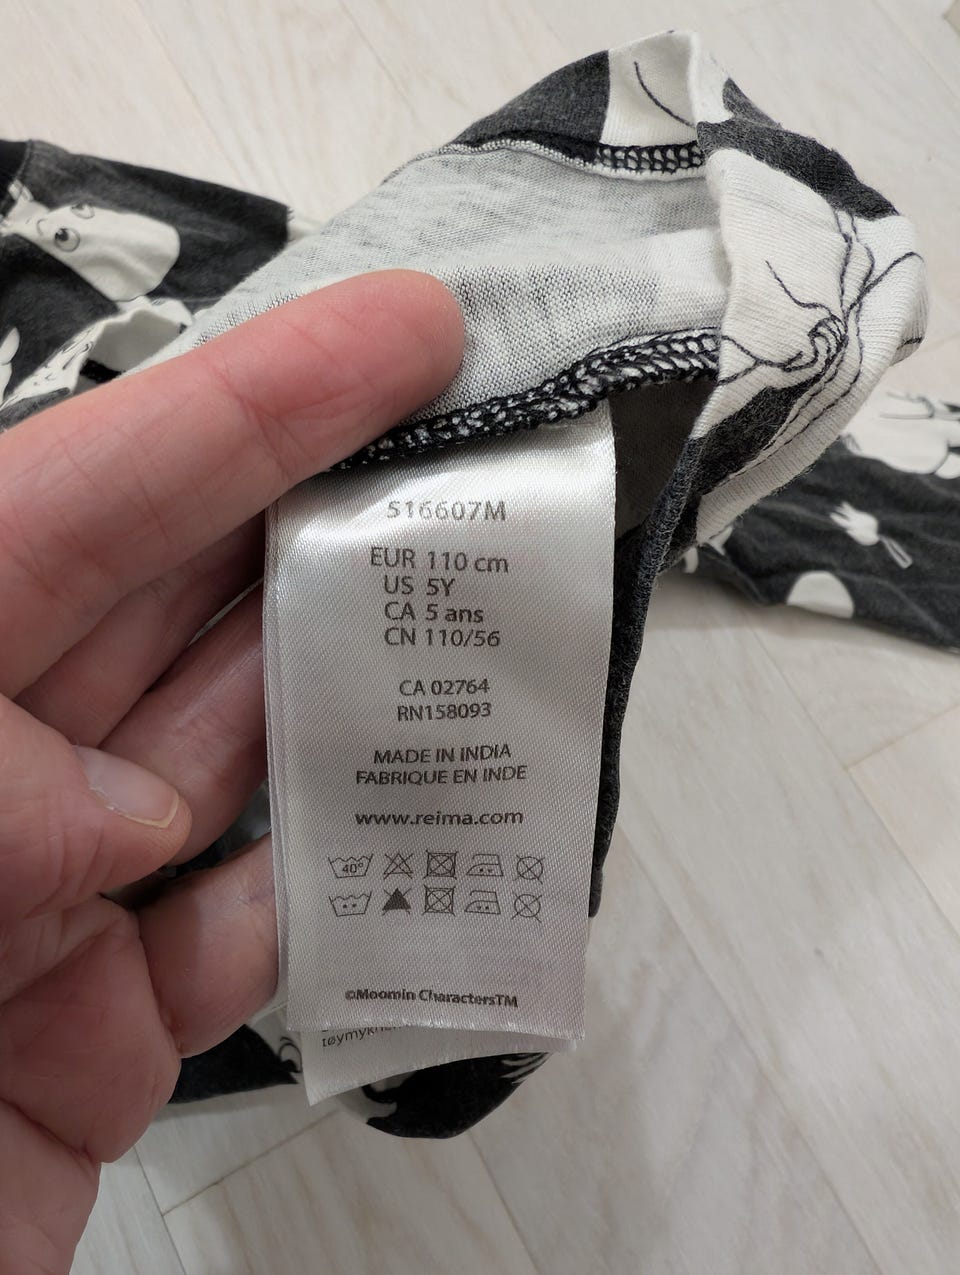 516607M
EUR 110 cm
US 5Y
CA 5 ans
CN 110/56
CA 02764
RN158093
MADE IN INDIA
FABRIQUE EN INDE
www.reima.com
40°
©Moomin CharactersTM